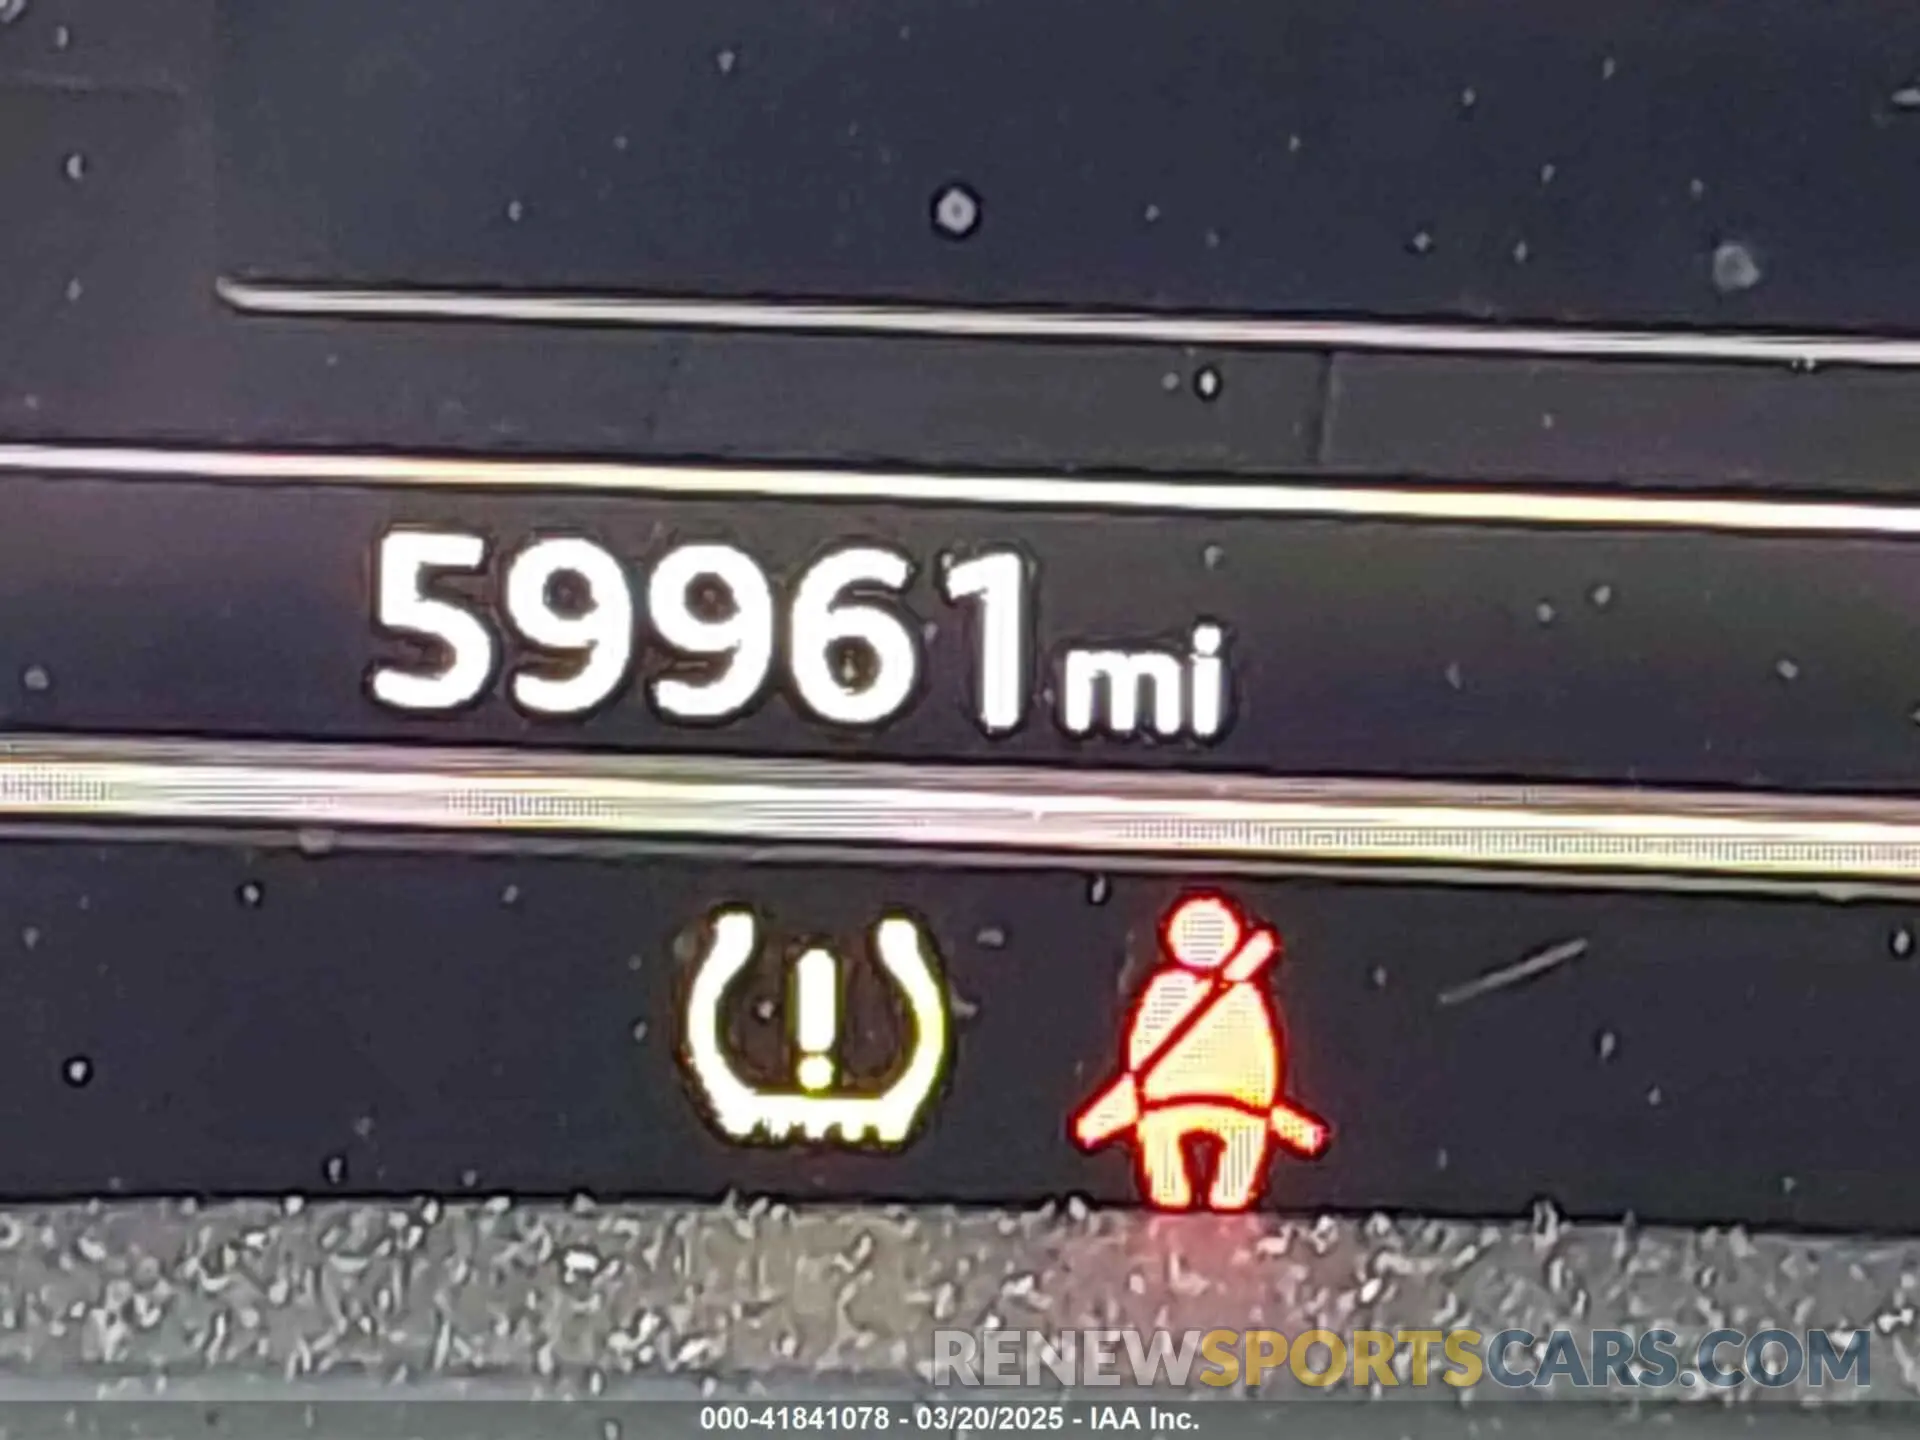 59961 mi
RENEWSPORTSCARS.COM
000-41841078 - 03/20/2025 - IAA Inc.